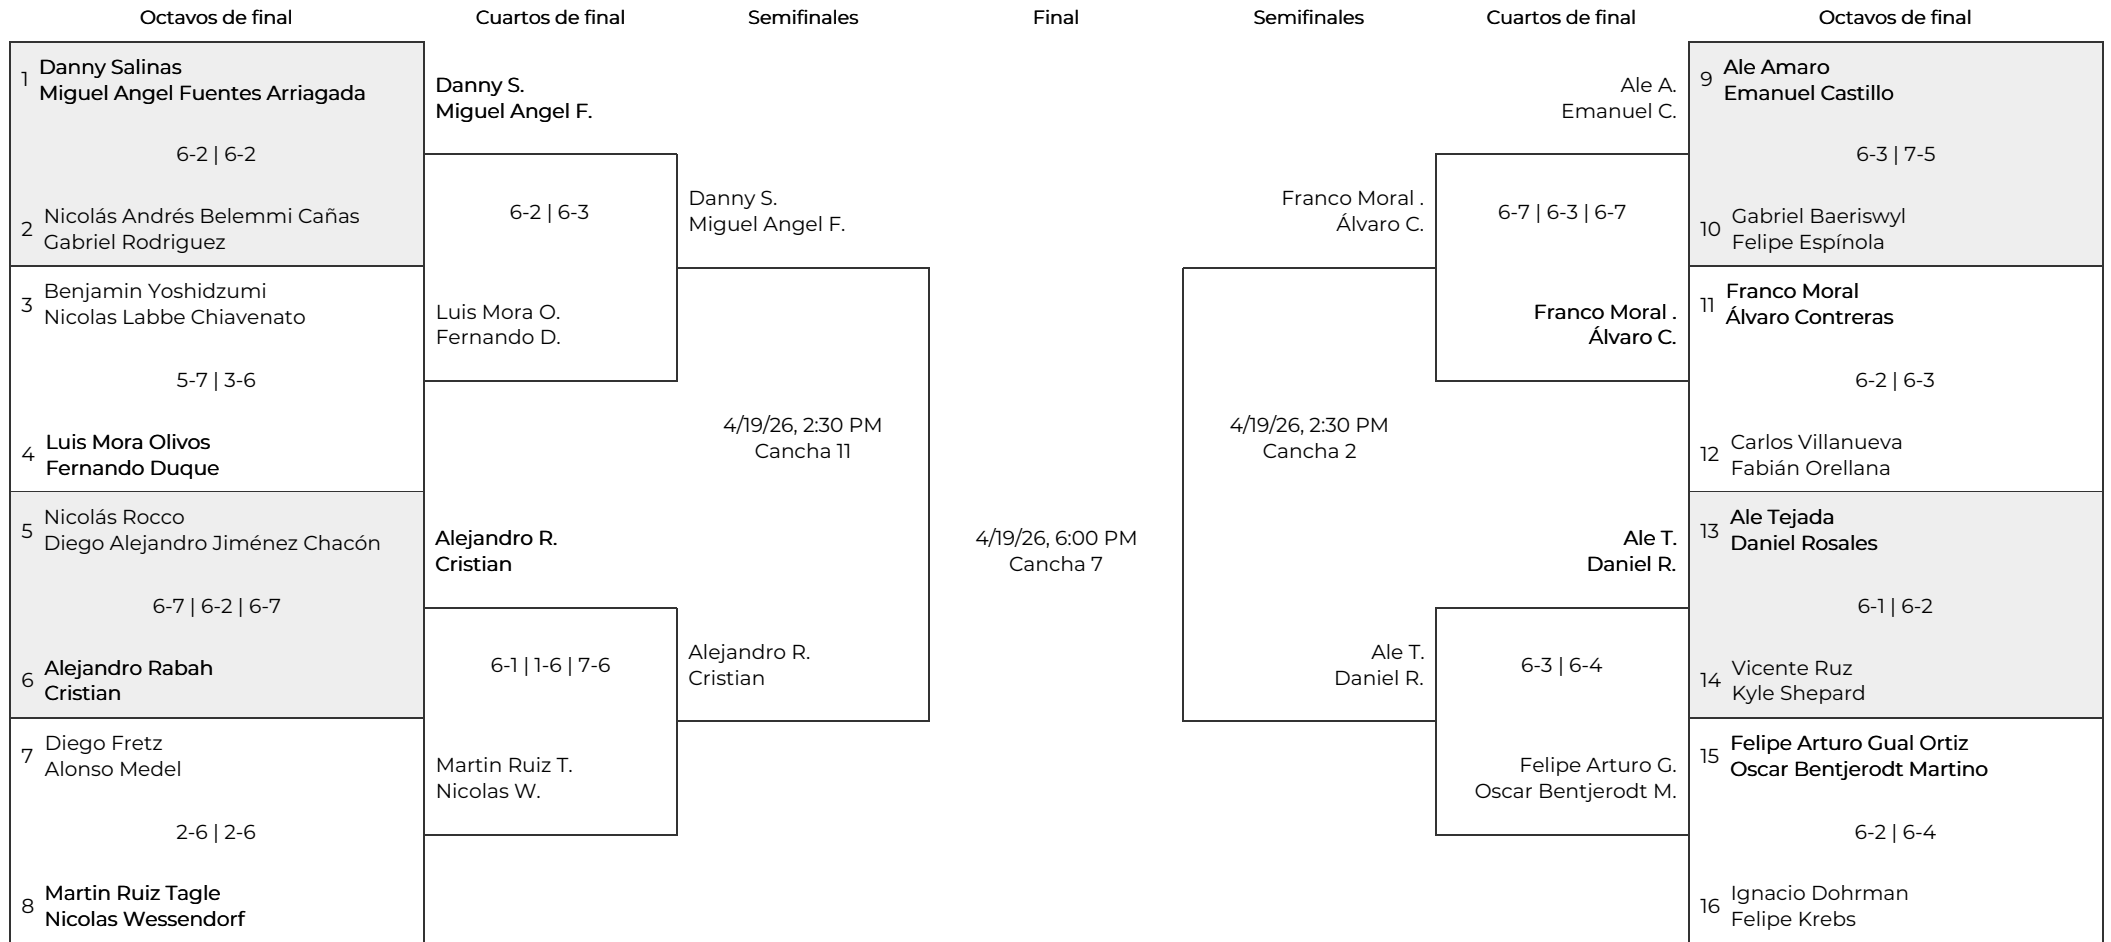 Octavos de final
Cuartos de final
Semifinales
Final
Semifinales
Cuartos de final
Octavos de final
1
Danny Salinas
Miguel Angel Fuentes Arriagada
6-2 | 6-2
2
Nicolás Andrés Belemmi Cañas
Gabriel Rodriguez
3
Benjamin Yoshidzumi
Nicolas Labbe Chiavenato
5-7 | 3-6
4
Luis Mora Olivos
Fernando Duque
5
Nicolás Rocco
Diego Alejandro Jiménez Chacón
6-7 | 6-2 | 6-7
6
Alejandro Rabah
Cristian
7
Diego Fretz
Alonso Medel
2-6 | 2-6
8
Martin Ruiz Tagle
Nicolas Wessendorf
Danny S.
Miguel Angel F.
6-2 | 6-3
Luis Mora O.
Fernando D.
Alejandro R.
Cristian
6-1 | 1-6 | 7-6
Martin Ruiz T.
Nicolas W.
Danny S.
Miguel Angel F.
4/19/26, 2:30 PM
Cancha 11
Alejandro R.
Cristian
4/19/26, 6:00 PM
Cancha 7
Franco Moral .
Álvaro C.
4/19/26, 2:30 PM
Cancha 2
Ale T.
Daniel R.
Ale A.
Emanuel C.
6-7 | 6-3 | 6-7
Franco Moral .
Álvaro C.
Ale T.
Daniel R.
6-3 | 6-4
Felipe Arturo G.
Oscar Bentjerodt M.
9
Ale Amaro
Emanuel Castillo
6-3 | 7-5
10
Gabriel Baeriswyl
Felipe Espínola
11
Franco Moral
Álvaro Contreras
6-2 | 6-3
12
Carlos Villanueva
Fabián Orellana
13
Ale Tejada
Daniel Rosales
6-1 | 6-2
14
Vicente Ruz
Kyle Shepard
15
Felipe Arturo Gual Ortiz
Oscar Bentjerodt Martino
6-2 | 6-4
16
Ignacio Dohrman
Felipe Krebs